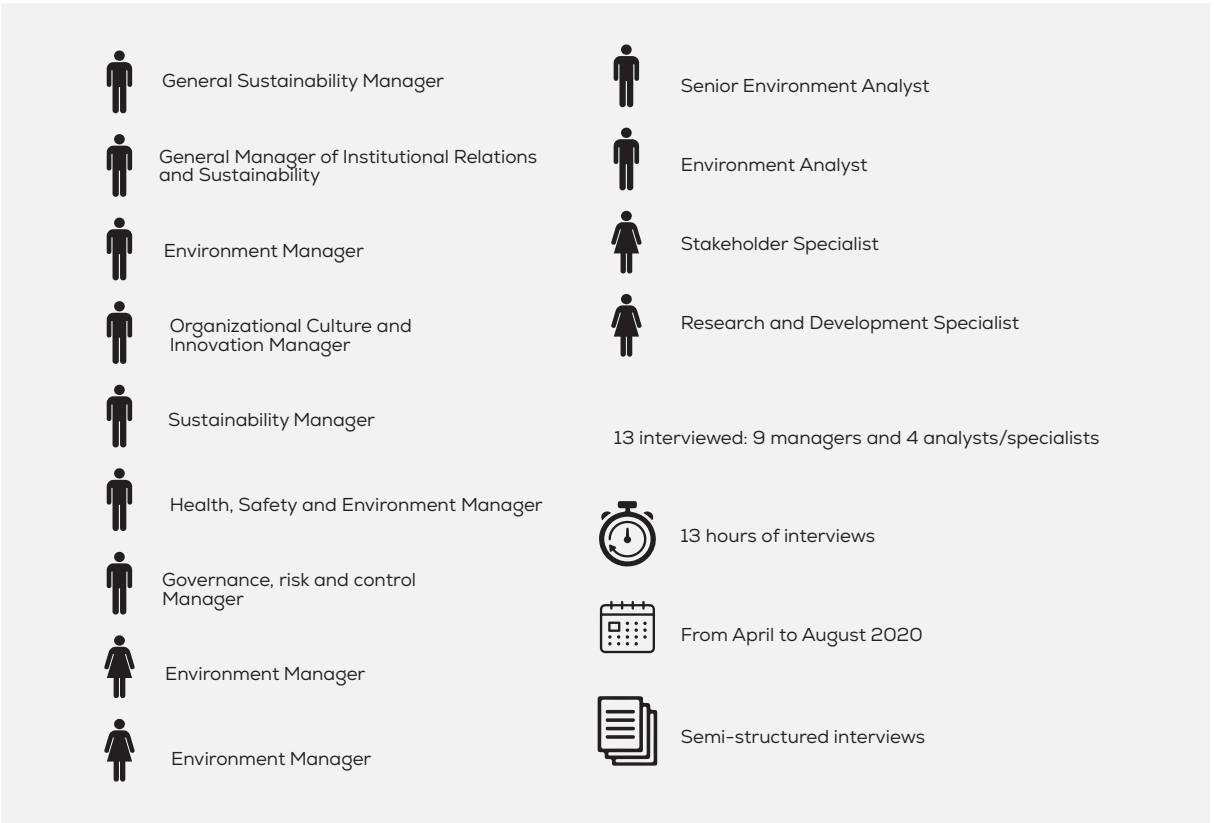 General Sustainability Manager
General Manager of Institutional Relations
and Sustainability
Environment Manager
Organizational Culture and
Innovation Manager
Sustainability Manager
Health, Safety and Environment Manager
Governance, risk and control
Manager
Environment Manager
Environment Manager
Senior Environment Analyst
Environment Analyst
Stakeholder Specialist
Research and Development Specialist
13 interviewed: 9 managers and 4 analysts/specialists
13 hours of interviews
From April to August 2020
Semi-structured interviews